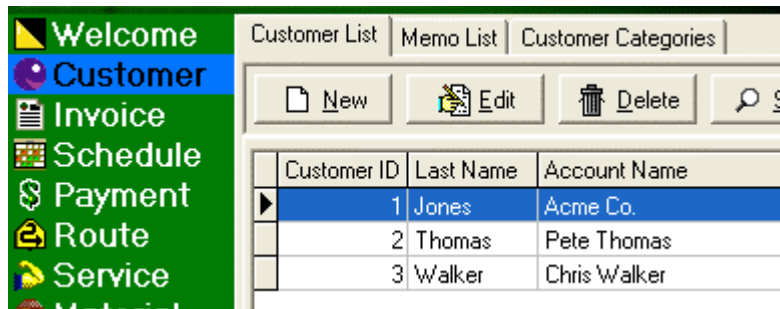 Welcome
Customer
Invoice
Schedule
Payment
Route
Service
Customer List Memo List Customer Categories
New Edit Delete
Customer ID Last Name Account Name
1 Jones Acme Co.
2 Thomas Pete Thomas
3 Walker Chris Walker